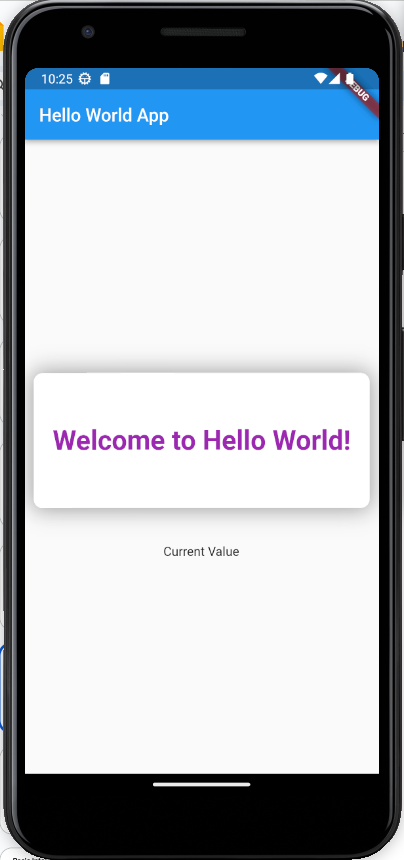 10:25
DEBUG
Hello World App
Welcome to Hello World!
Current Value